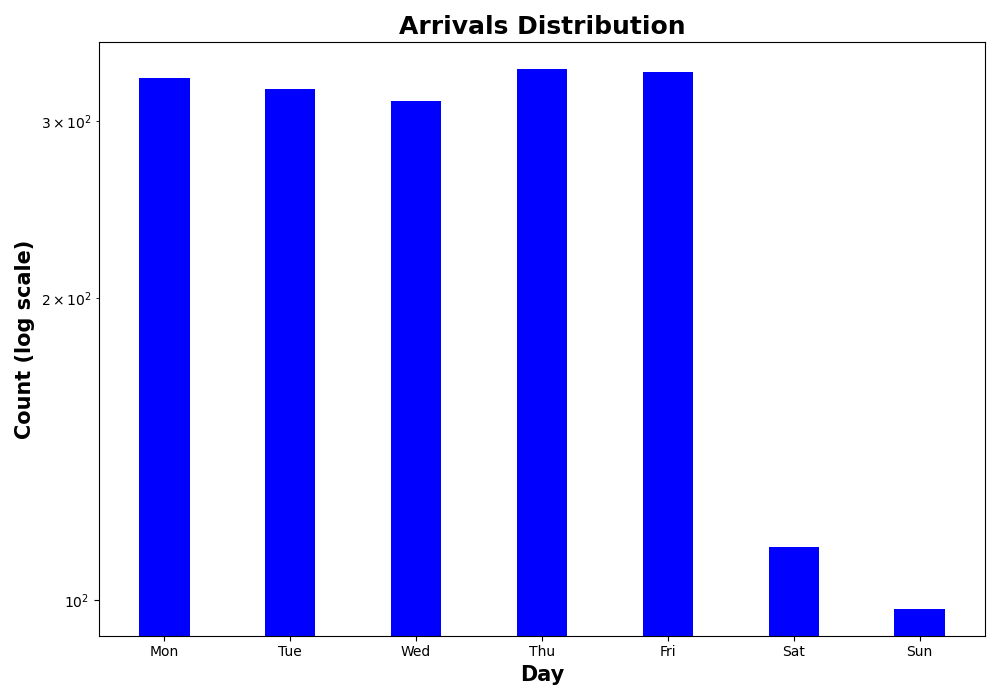 Arrivals Distribution
Count (log scale)
3 × 10²
2 × 10²
10²
Mon Tue Wed Thu Fri Sat Sun
Day